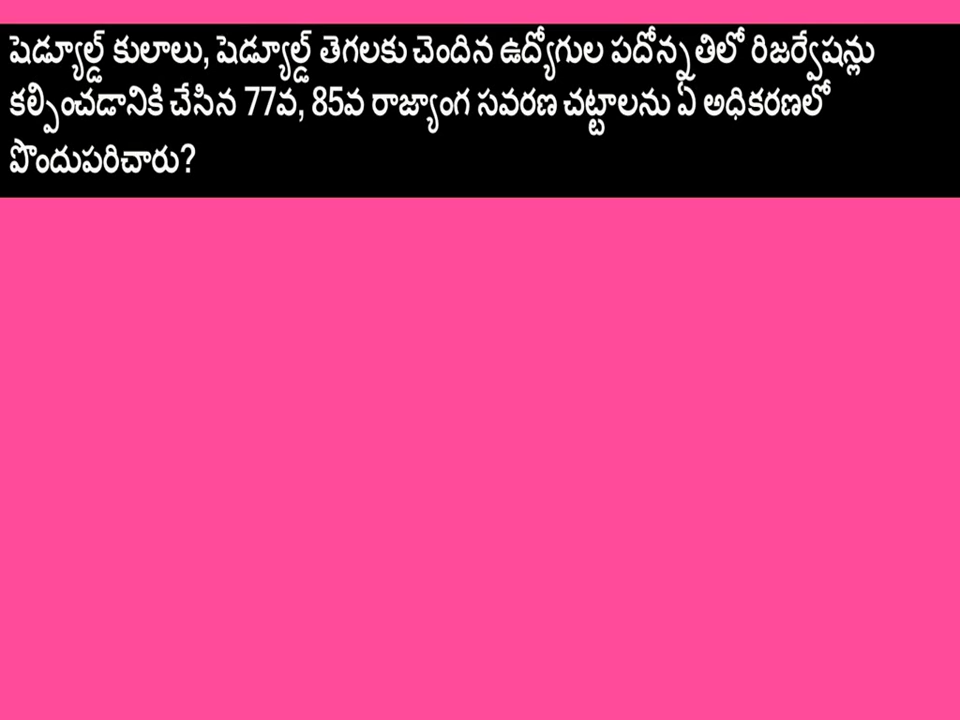 షెడ్యూల్డ్ కులాలు, షెడ్యూల్డ్ తెగలకు చెందిన ఉద్యోగుల పదోన్నతిలో రిజర్వేషన్లు
కల్పించడానికి చేసిన 77వ, 85వ రాజ్యాంగ సవరణ చట్టాలను ఏ అధికరణలో
పొందుపరిచారు?